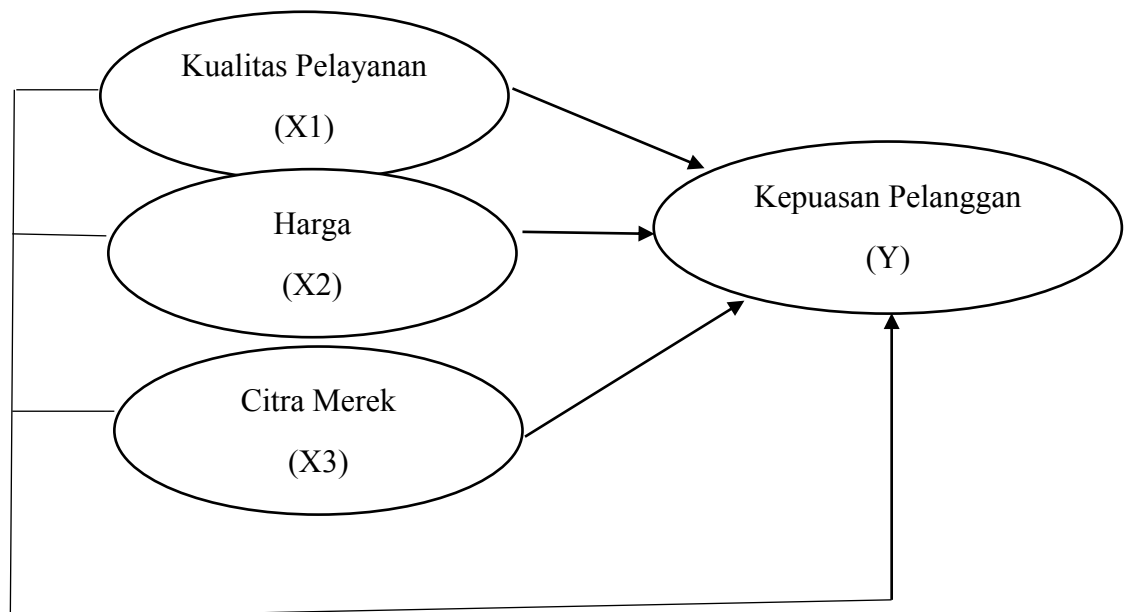 Kualitas Pelayanan
(X1)
Harga
(X2)
Citra Merek
(X3)
Kepuasan Pelanggan
(Y)